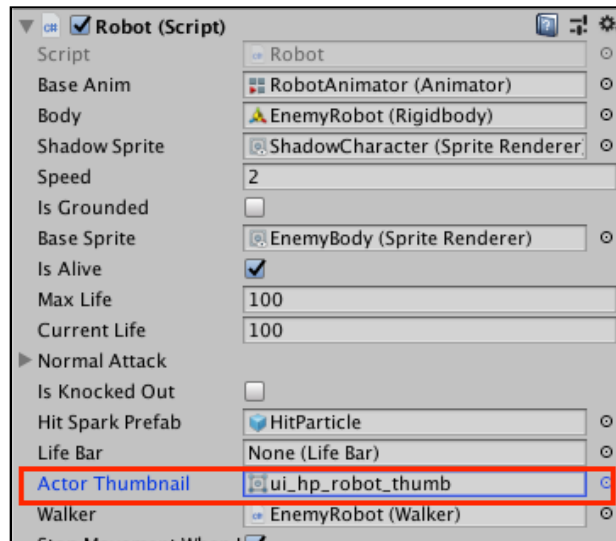 Robot (Script)
Script Robot
Base Anim RobotAnimator (Animator)
Body EnemyRobot (Rigidbody)
Shadow Sprite ShadowCharacter (Sprite Renderer
Speed 2
Is Grounded
Base Sprite EnemyBody (Sprite Renderer)
Is Alive
Max Life 100
Current Life 100
Normal Attack
Is Knocked Out
Hit Spark Prefab HitParticle
Life Bar None (Life Bar)
Actor Thumbnail ui_hp_robot_thumb
Walker EnemyRobot (Walker)